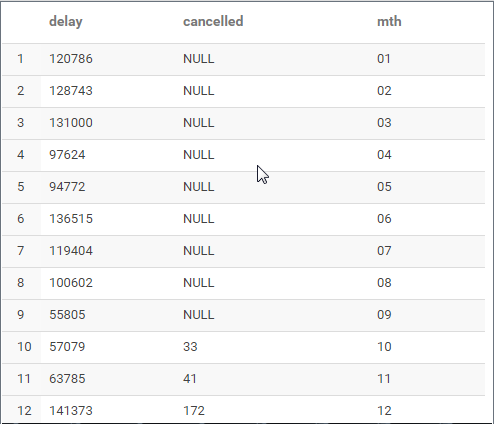 delay cancelled mth
1 120786 NULL 01
2 128743 NULL 02
3 131000 NULL 03
4 97624 NULL 04
5 94772 NULL 05
6 136515 NULL 06
7 119404 NULL 07
8 100602 NULL 08
9 55805 NULL 09
10 57079 33 10
11 63785 41 11
12 141373 172 12